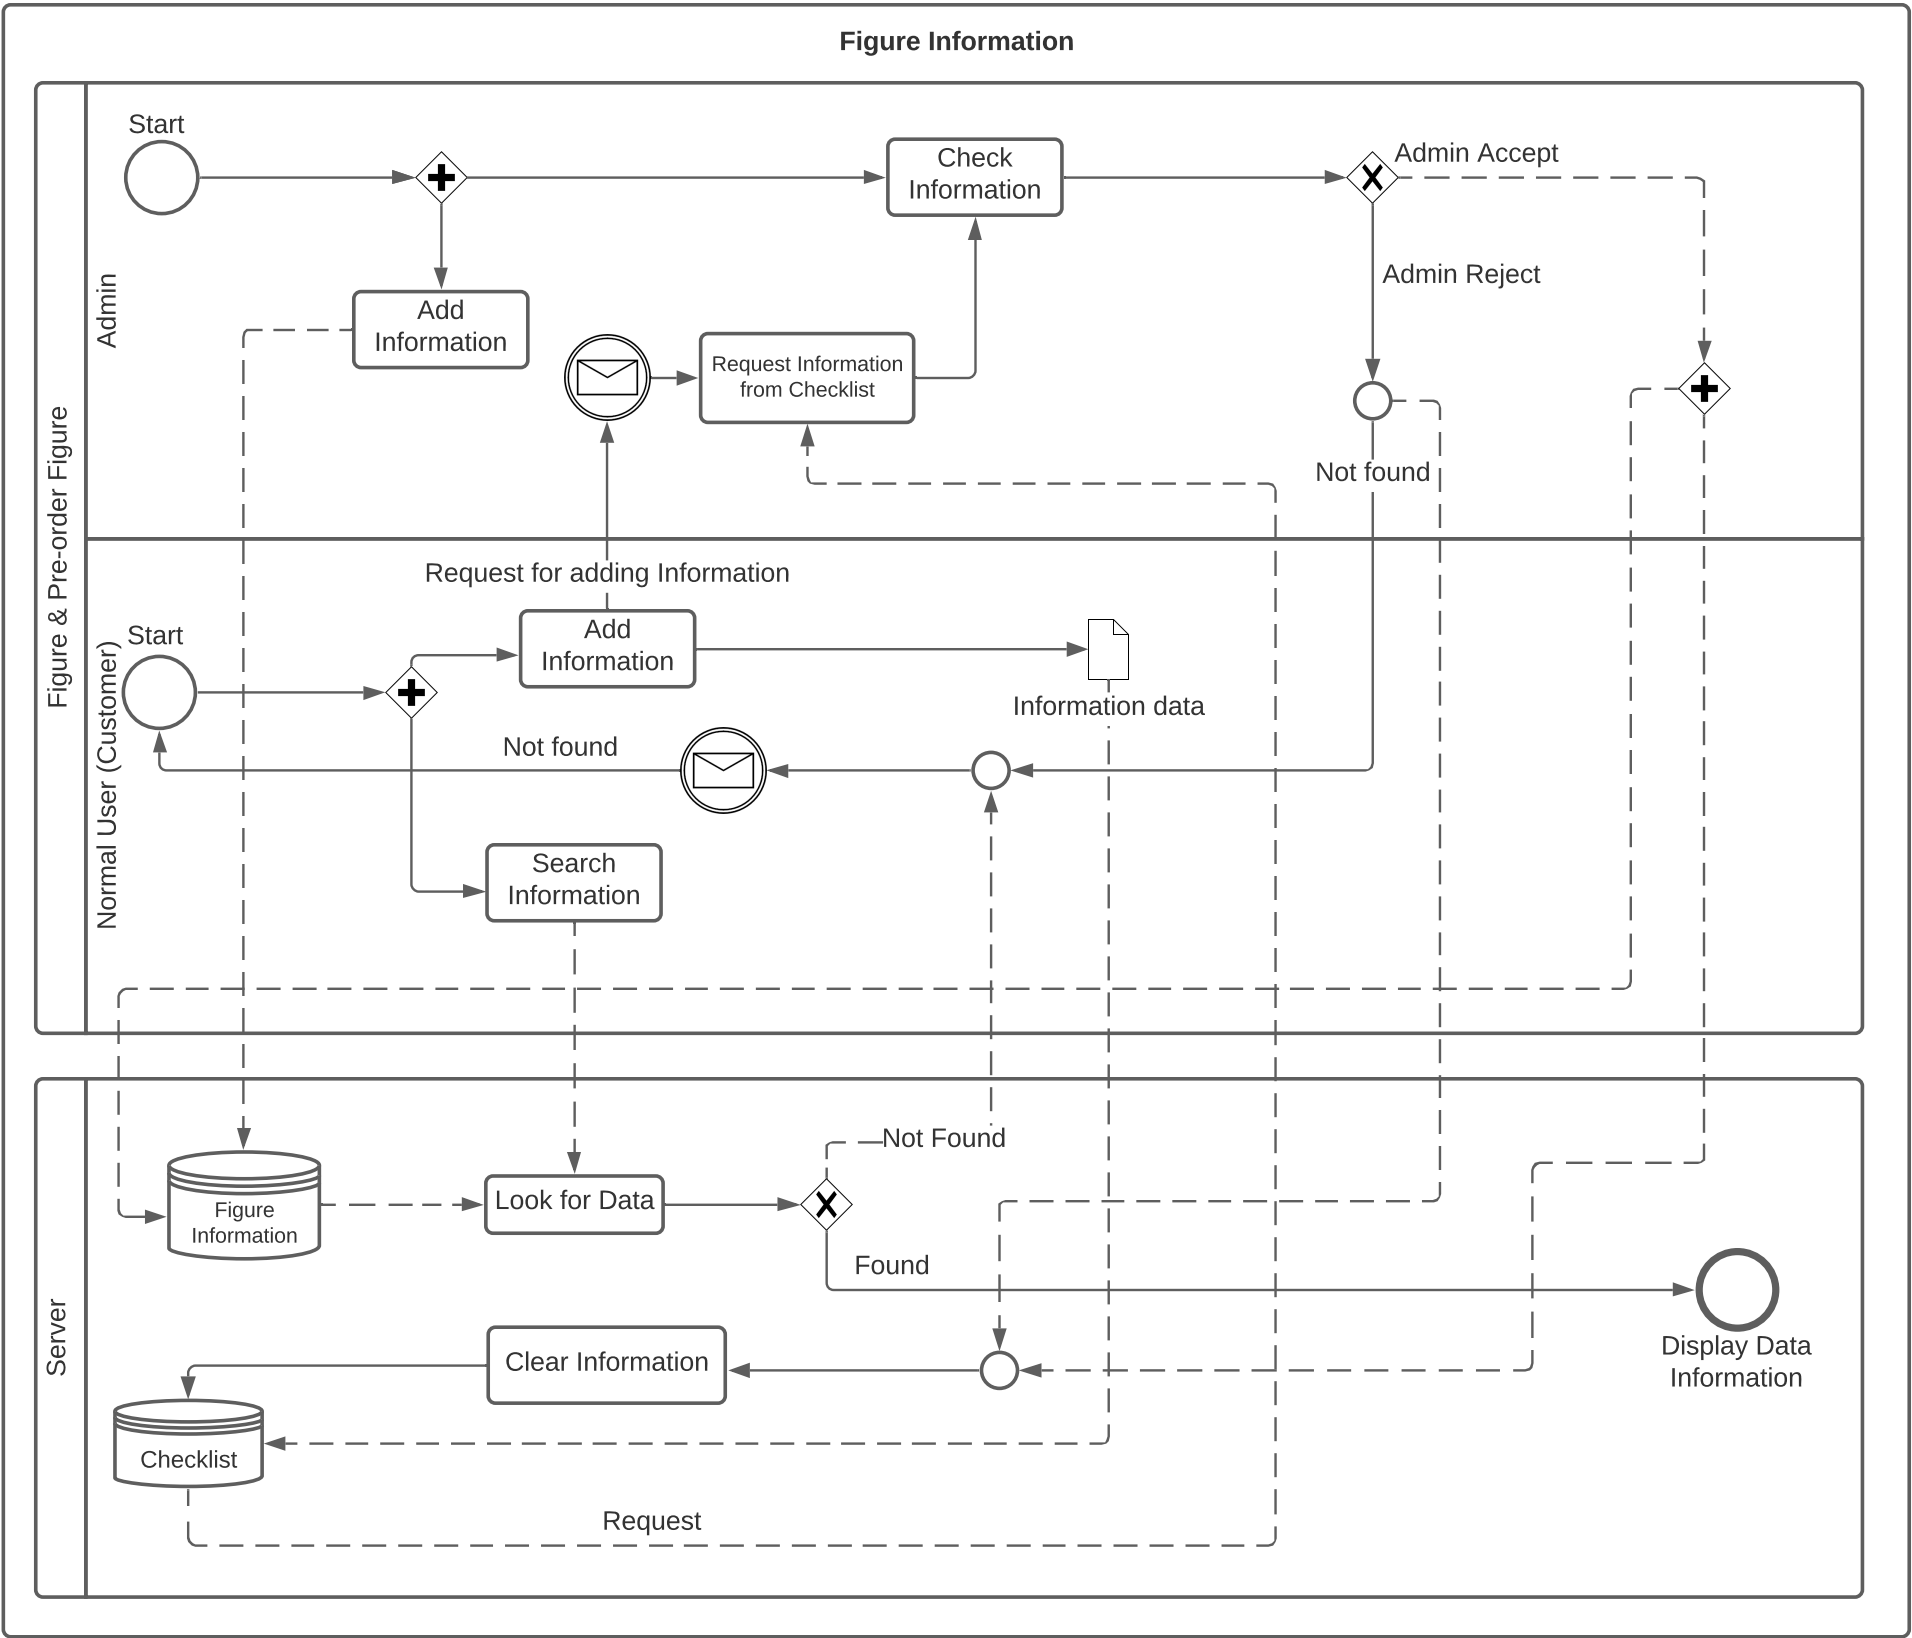 Figure Information
Figure & Pre-order Figure
Admin
Start
Check
Information
Admin Accept
Admin Reject
Add
Information
Request Information
from Checklist
Not found
Normal User (Customer)
Request for adding Information
Start
Add
Information
Information data
Not found
Search
Information
Server
Not Found
Figure
Information
Look for Data
Found
Display Data
Information
Clear Information
Checklist
Request